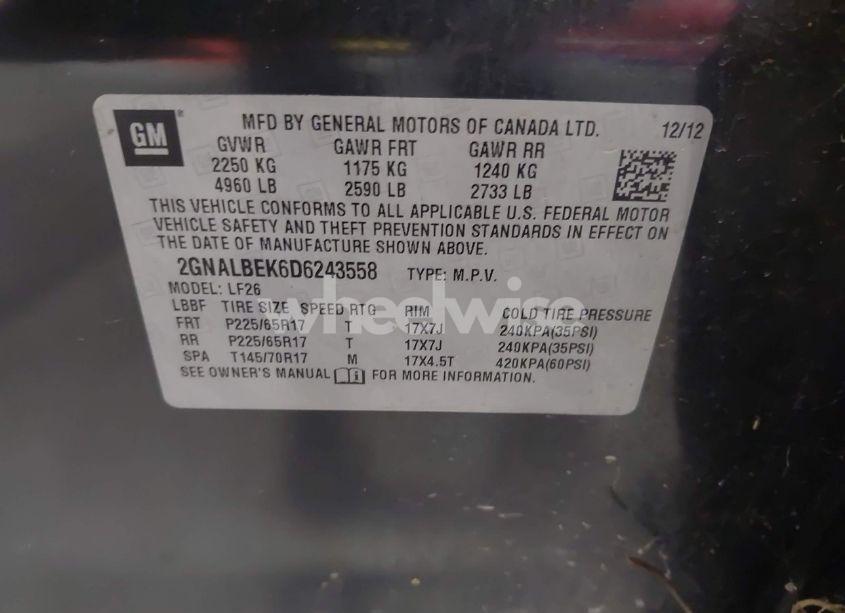 GM
MFD BY GENERAL MOTORS OF CANADA LTD. 12/12
GVWR GAWR FRT GAWR RR
2250 KG 1175 KG 1240 KG
4960 LB 2590 LB 2733 LB
THIS VEHICLE CONFORMS TO ALL APPLICABLE U.S. FEDERAL MOTOR
VEHICLE SAFETY AND THEFT PREVENTION STANDARDS IN EFFECT ON
THE DATE OF MANUFACTURE SHOWN ABOVE.
2GNALBEK6D6243558 TYPE: M.P.V.
MODEL: LF26
wheelwise
LBBF TIRE SIZE SPEED RTG RIM COLD TIRE PRESSURE
FRT P225/65R17 T 17X7J 240KPA(35PSI)
RR P225/65R17 T 17X7J 240KPA(35PSI)
SPA T145/70R17 M 17X4.5T 420KPA(60PSI)
SEE OWNER'S MANUAL FOR MORE INFORMATION.